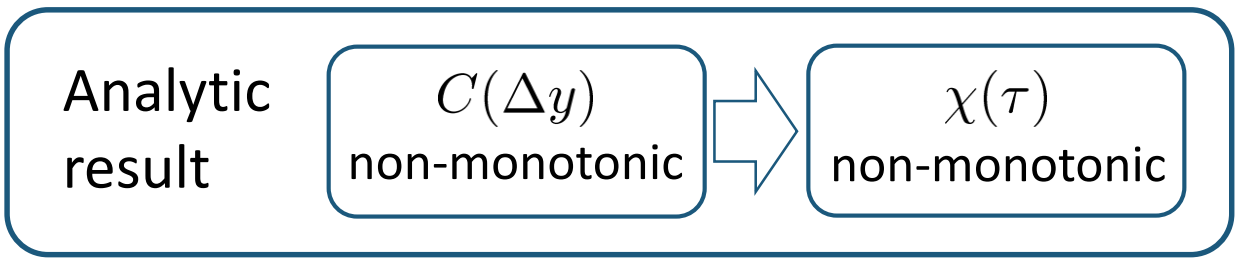 Analytic
result
C(Δy)
non-monotonic
χ(τ)
non-monotonic